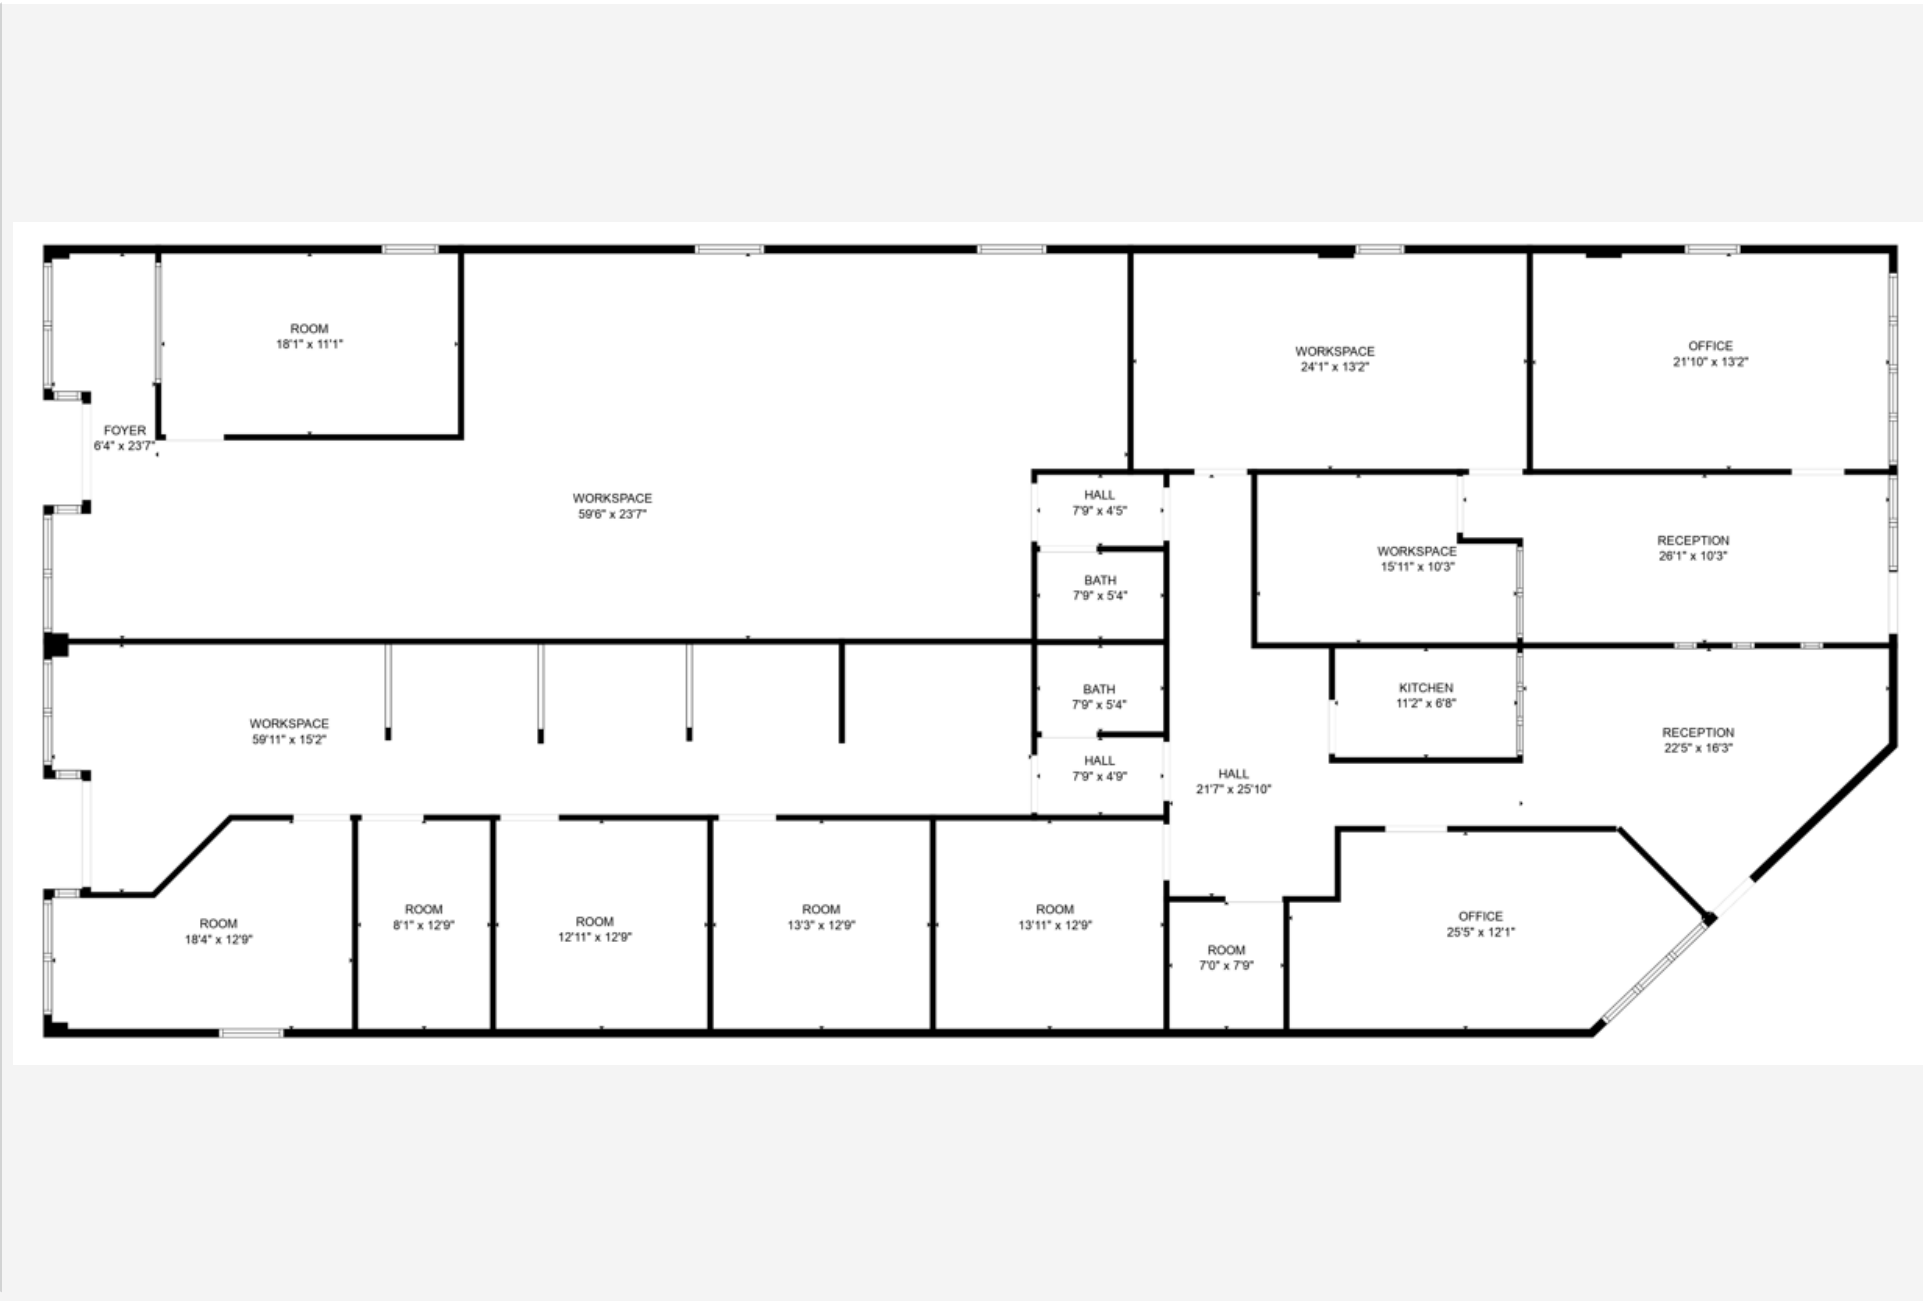 ROOM
18'1" x 11'1"
WORKSPACE
24'1" x 13'2"
OFFICE
21'10" x 13'2"
FOYER
6'4" x 23'7"
WORKSPACE
59'6" x 23'7"
HALL
7'9" x 4'5"
WORKSPACE
15'11" x 10'3"
RECEPTION
26'1" x 10'3"
BATH
7'9" x 5'4"
BATH
7'9" x 5'4"
KITCHEN
11'2" x 6'8"
WORKSPACE
59'11" x 15'2"
RECEPTION
22'5" x 16'3"
HALL
7'9" x 4'9"
HALL
21'7" x 25'10"
ROOM
18'4" x 12'9"
ROOM
8'1" x 12'9"
ROOM
12'11" x 12'9"
ROOM
13'3" x 12'9"
ROOM
13'11" x 12'9"
OFFICE
25'5" x 12'1"
ROOM
7'0" x 7'9"